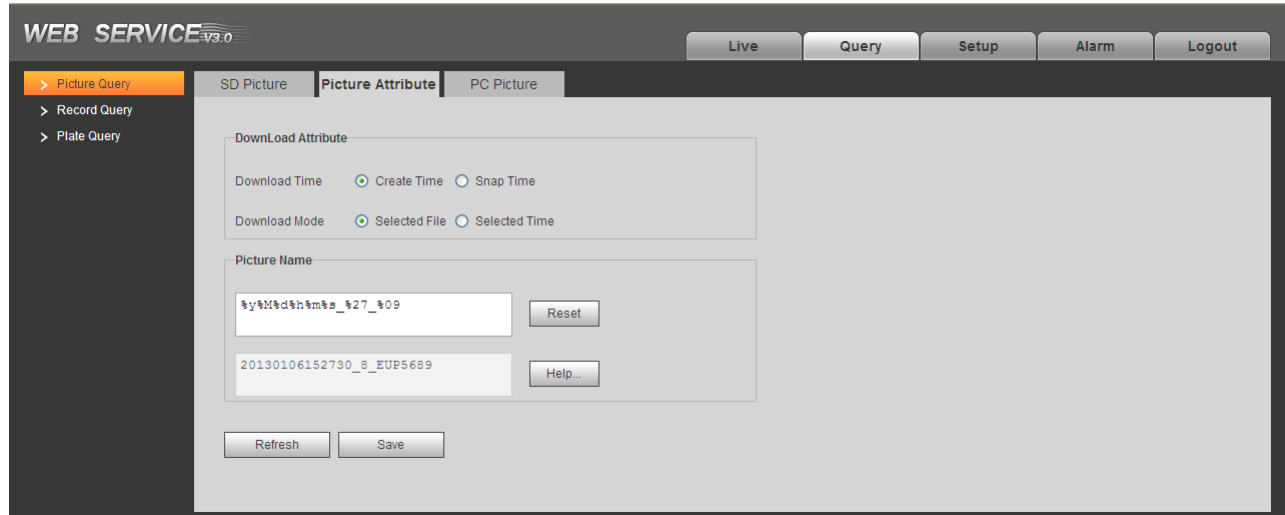 WEB SERVICE V3.0
Live Query Setup Alarm Logout
> Picture Query
> Record Query
> Plate Query
SD Picture Picture Attribute PC Picture
DownLoad Attribute
Download Time Create Time Snap Time
Download Mode Selected File Selected Time
Picture Name
%y%M%d%h%m%s_%27_%09
Reset
20130106152730_8_EUP5689
Help...
Refresh Save